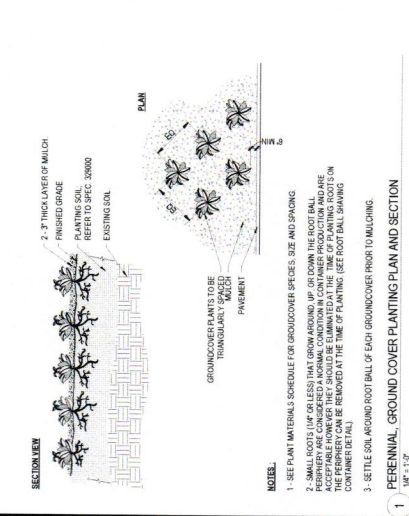 SECTION VIEW
2 - 3" THICK LAYER OF MULCH.
FINISHED GRADE
PLANTING SOIL,
REFER TO SPEC. 329000
EXISTING SOIL
PLAN
60
60
6" MIN
GROUNDCOVER PLANTS TO BE
TRIANGULARLY SPACED
MULCH
PAVEMENT
NOTES :
1 - SEE PLANT MATERIALS SCHEDULE FOR GROUDCOVER SPECIES, SIZE AND SPACING.
2 - SMALL ROOTS (1/4" OR LESS) THAT GROW AROUND, UP, OR DOWN THE ROOT BALL
PERIPHERY ARE CONSIDERED A NORMAL CONDITION IN CONTAINER PRODUCTION AND ARE
ACCEPTABLE HOWEVER THEY SHOULD BE ELIMINATED AT THE TIME OF PLANTING. ROOTS ON
THE PERIPHERY CAN BE REMOVED AT THE TIME OF PLANTING. (SEE ROOT BALL SHAVING
CONTAINER DETAIL).
3 - SETTLE SOIL AROUND ROOT BALL OF EACH GROUNDCOVER PRIOR TO MULCHING.
1 PERENNIAL, GROUND COVER PLANTING PLAN AND SECTION
1/4" = 1'-0"